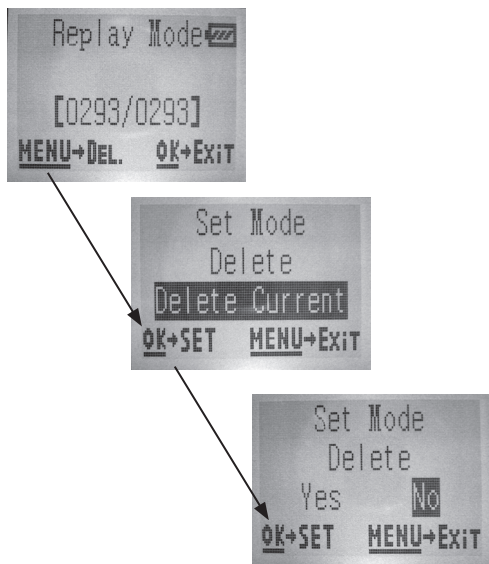 Replay Mode
[0293/0293]
MENU→DEL. OK→EXiT
Set Mode
Delete
Delete Current
OK→SET MENU→EXiT
Set Mode
Delete
Yes No
OK→SET MENU→EXiT